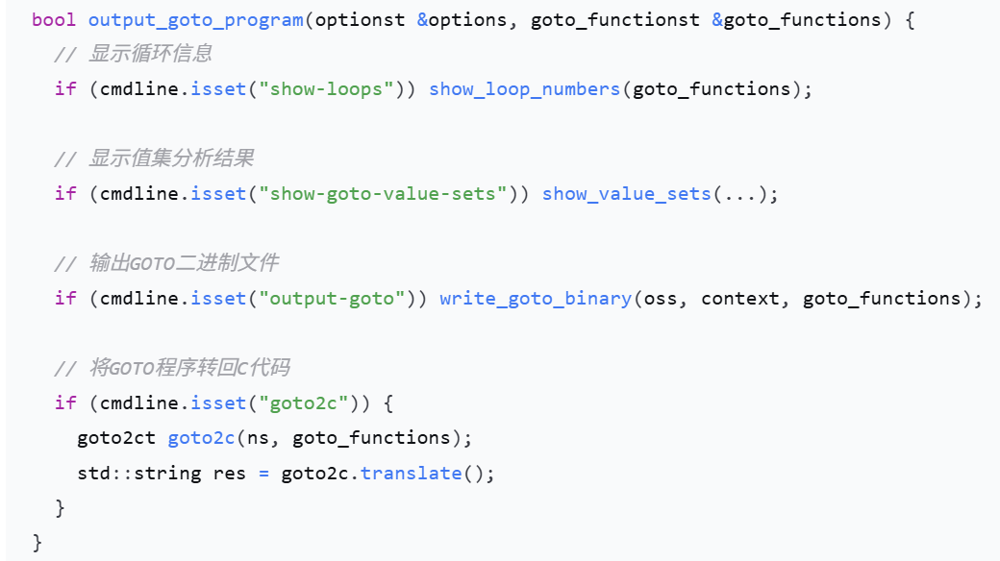 bool output_goto_program(optionst &options, goto_functionst &goto_functions) {
  // 显示循环信息
  if (cmdline.isset("show-loops")) show_loop_numbers(goto_functions);

  // 显示值集分析结果
  if (cmdline.isset("show-goto-value-sets")) show_value_sets(...);

  // 输出GOTO二进制文件
  if (cmdline.isset("output-goto")) write_goto_binary(oss, context, goto_functions);

  // 将GOTO程序转回C代码
  if (cmdline.isset("goto2c")) {
    goto2ct goto2c(ns, goto_functions);
    std::string res = goto2c.translate();
  }
}